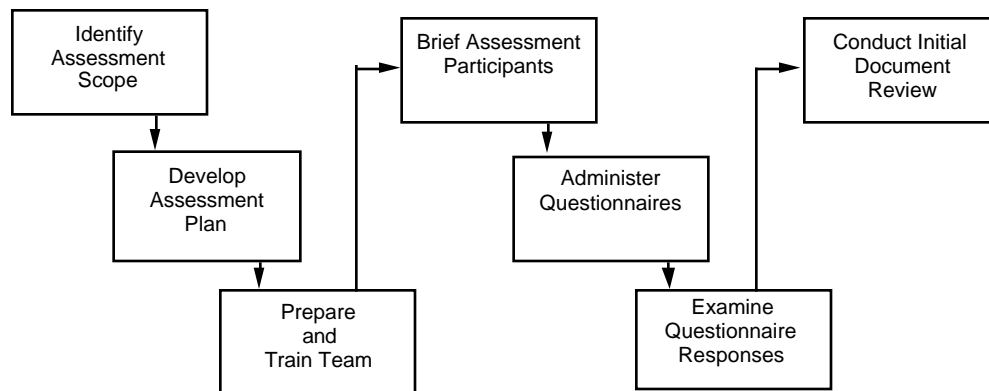 Identify
Assessment
Scope
Develop
Assessment
Plan
Prepare
and
Train Team
Brief Assessment
Participants
Administer
Questionnaires
Examine
Questionnaire
Responses
Conduct Initial
Document
Review